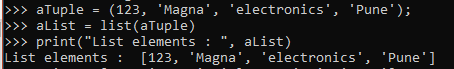 >>> aTuple = (123, 'Magna', 'electronics', 'Pune');
>>> aList = list(aTuple)
>>> print("List elements : ", aList)
List elements :  [123, 'Magna', 'electronics', 'Pune']